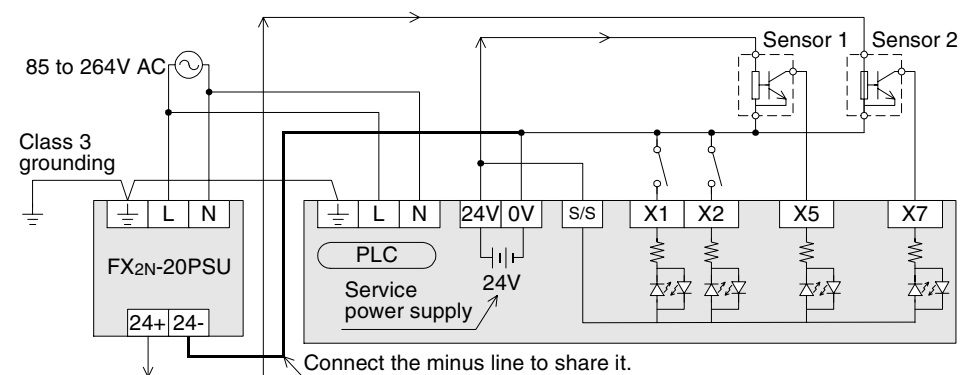 Sensor 1 Sensor 2
85 to 264V AC
Class 3
grounding
L N
FX2N-20PSU
24+ 24-
L N 24V 0V S/S X1 X2 X5 X7
PLC
24V
Service
power supply
Connect the minus line to share it.